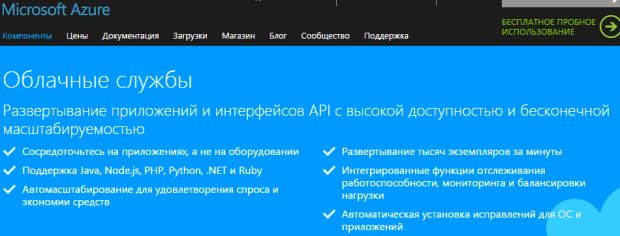 Microsoft Azure
БЕСПЛАТНОЕ ПРОБНОЕ
ИСПОЛЬЗОВАНИЕ
Компоненты Цены Документация Загрузки Магазин Блог Сообщество Поддержка
Облачные службы
Развертывание приложений и интерфейсов API с высокой доступностью и бесконечной
масштабируемостью
Сосредоточьтесь на приложениях, а не на оборудовании
Поддержка Java, Node.js, PHP, Python, .NET и Ruby
Автомасштабирование для удовлетворения спроса и
экономии средств
Развертывание тысяч экземпляров за минуты
Интегрированные функции отслеживания
работоспособности, мониторинга и балансировки
нагрузки
Автоматическая установка исправлений для ОС и
приложений